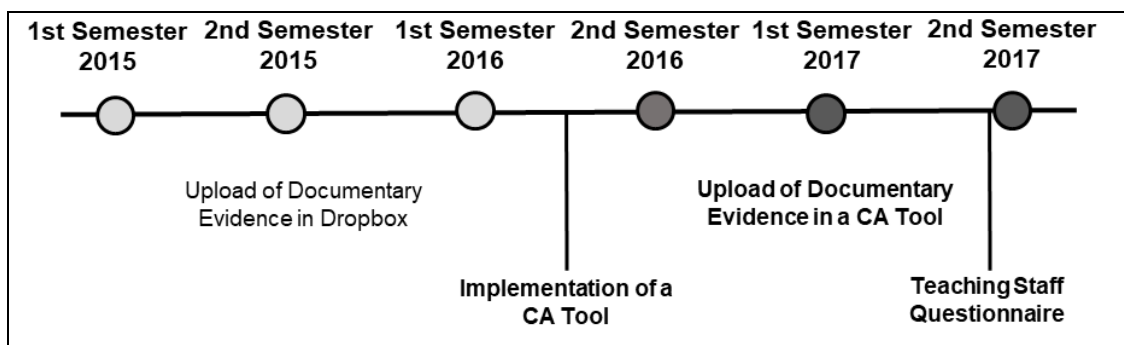 1st Semester
2015
2nd Semester
2015
1st Semester
2016
2nd Semester
2016
1st Semester
2017
2nd Semester
2017
Upload of Documentary
Evidence in Dropbox
Upload of Documentary
Evidence in a CA Tool
Implementation of a
CA Tool
Teaching Staff
Questionnaire